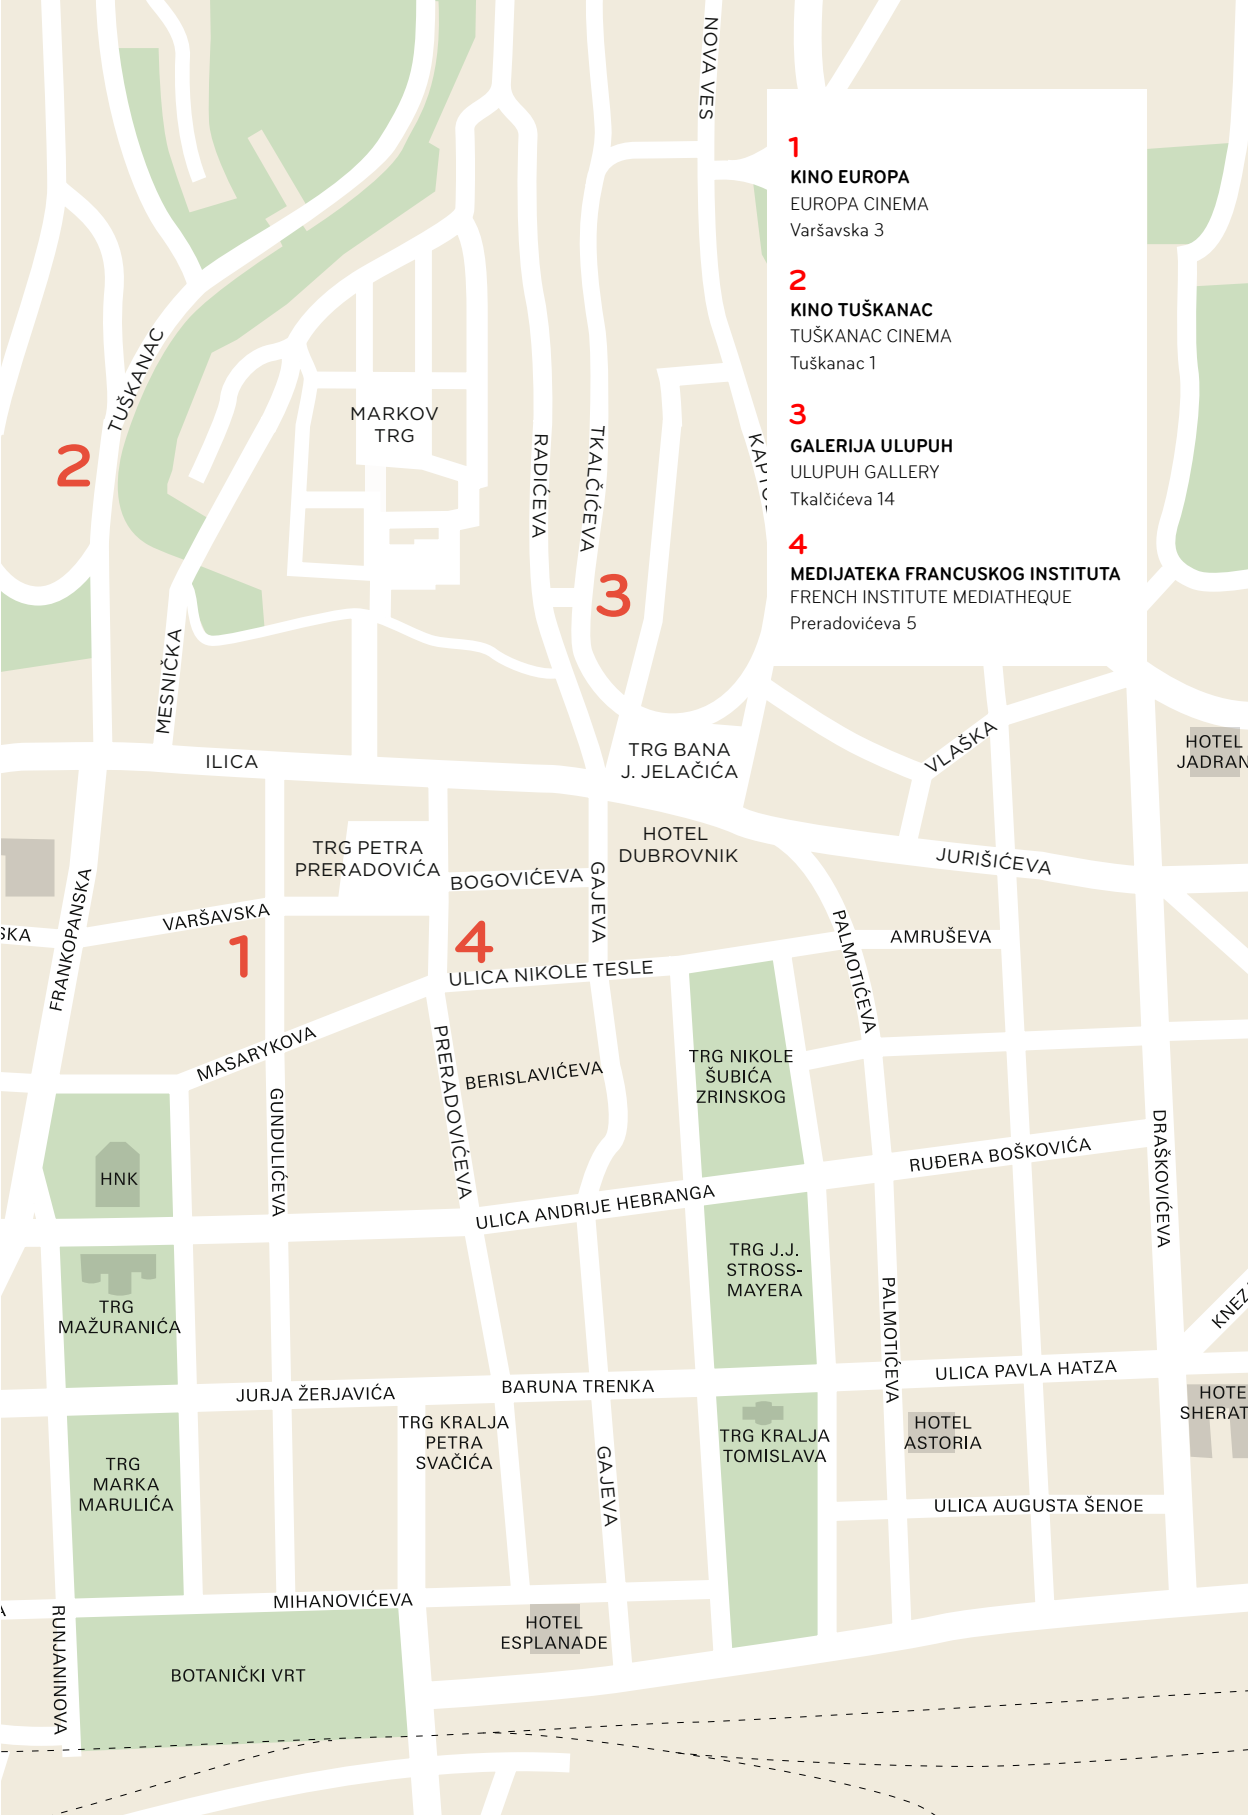 NOVA VES
1
KINO EUROPA
EUROPA CINEMA
Varšavska 3
2
KINO TUŠKANAC
TUŠKANAC CINEMA
Tuškanac 1
3
GALERIJA ULUPUH
ULUPUH GALLERY
Tkalčićeva 14
4
MEDIJATEKA FRANCUSKOG INSTITUTA
FRENCH INSTITUTE MEDIATHEQUE
Preradovićeva 5
TUŠKANAC
2
MARKOV
TRG
RADIĆEVA
TKALČIĆEVA
3
MESNIČKA
ILICA
TRG BANA
J. JELAČIĆA
VLAŠKA
HOTEL
JADRAN
TRG PETRA
PRERADOVIĆA
HOTEL
DUBROVNIK
JURIŠIĆEVA
BOGOVIĆEVA
GAJEVA
FRANKOPANSKA
VARŠAVSKA
SKA
1
4
AMRUŠEVA
PALMOTIĆEVA
ULICA NIKOLE TESLE
MASARYKOVA
PRERADOVIĆEVA
BERISLAVIĆEVA
TRG NIKOLE
ŠUBIĆA
ZRINSKOG
GUNDULIĆEVA
DRAŠKOVIĆEVA
HNK
RUĐERA BOŠKOVIĆA
ULICA ANDRIJE HEBRANGA
TRG J.J.
STROSS-
MAYERA
TRG
MAŽURANIĆA
PALMOTIĆEVA
KNEZ
JURJA ŽERJAVIĆA
BARUNA TRENKA
ULICA PAVLA HATZA
TRG KRALJA
PETRA
SVAČIĆA
TRG KRALJA
TOMISLAVA
HOTEL
ASTORIA
HOTE
SHERAT
TRG
MARKA
MARULIĆA
GAJEVA
ULICA AUGUSTA ŠENOE
MIHANOVIĆEVA
RUNJANINOVA
HOTEL
ESPLANADE
BOTANIČKI VRT